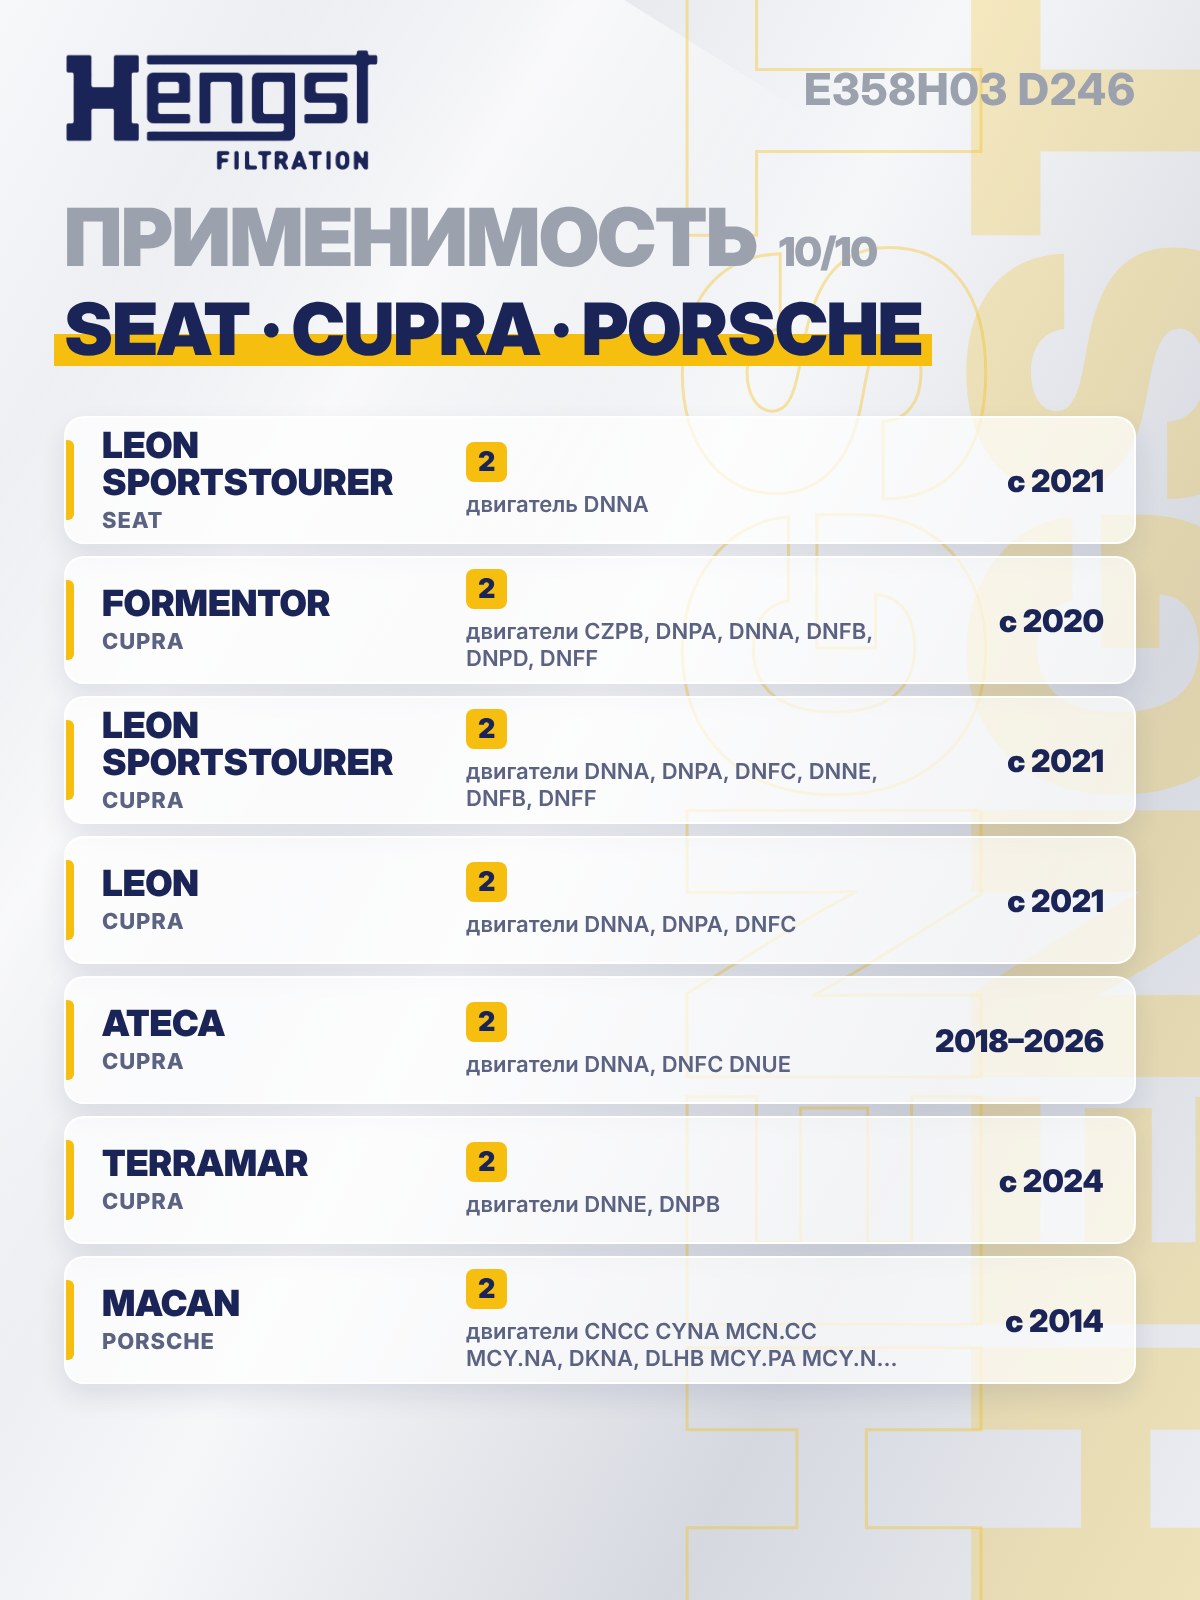 Hengst
FILTRATION
E358H03 D246
ПРИМЕНИМОСТЬ 10/10
SEAT · CUPRA · PORSCHE
LEON
SPORTSTOURER
SEAT
2
двигатель DNNA
с 2021
FORMENTOR
CUPRA
2
двигатели CZPB, DNPA, DNNA, DNFB,
DNPD, DNFF
с 2020
LEON
SPORTSTOURER
CUPRA
2
двигатели DNNA, DNPA, DNFC, DNNE,
DNFB, DNFF
с 2021
LEON
CUPRA
2
двигатели DNNA, DNPA, DNFC
с 2021
ATECA
CUPRA
2
двигатели DNNA, DNFC DNUE
2018–2026
TERRAMAR
CUPRA
2
двигатели DNNE, DNPB
с 2024
MACAN
PORSCHE
2
двигатели CNCC CYNA MCN.CC
MCY.NA, DKNA, DLHB MCY.PA MCY.N...
с 2014
HENGST
HENGST